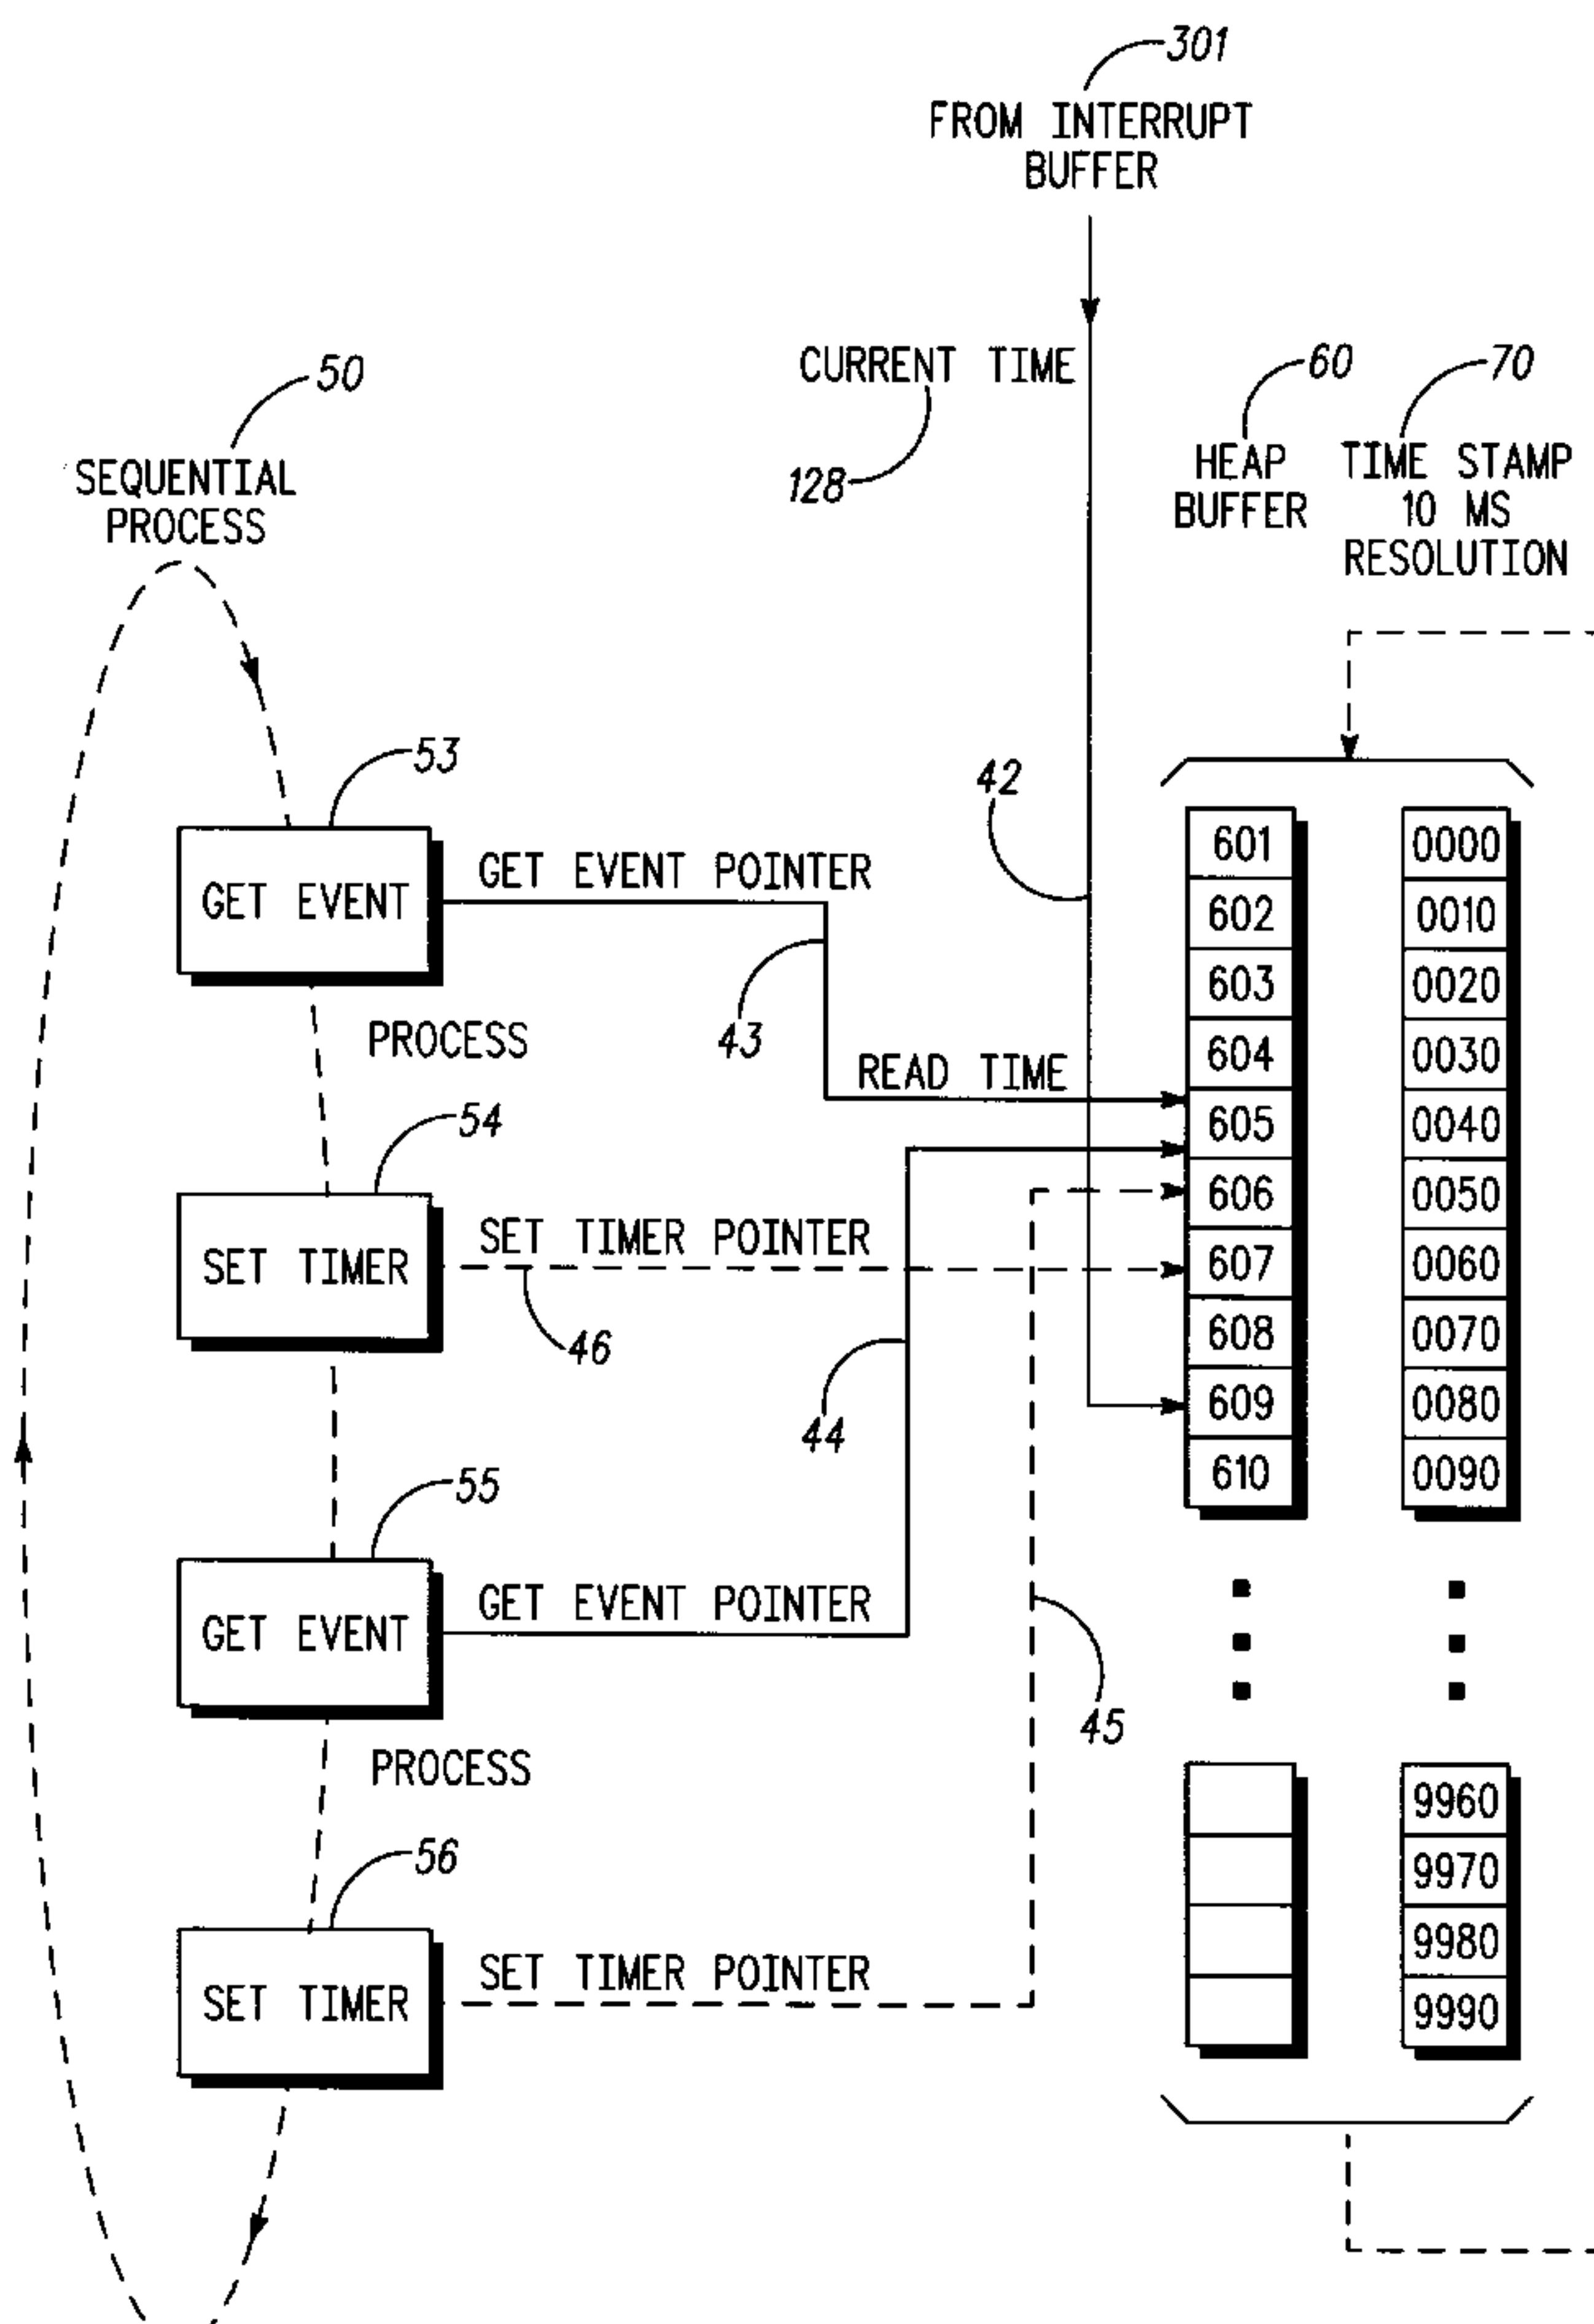 301
FROM INTERRUPT
BUFFER
CURRENT TIME
128
50
SEQUENTIAL
PROCESS
60
HEAP
BUFFER
70
TIME STAMP
10 MS
RESOLUTION
53
GET EVENT
GET EVENT POINTER
43
PROCESS
READ TIME
42
54
SET TIMER
SET TIMER POINTER
46
44
55
GET EVENT
GET EVENT POINTER
45
PROCESS
56
SET TIMER
SET TIMER POINTER
601 0000
602 0010
603 0020
604 0030
605 0040
606 0050
607 0060
608 0070
609 0080
610 0090
9960
9970
9980
9990